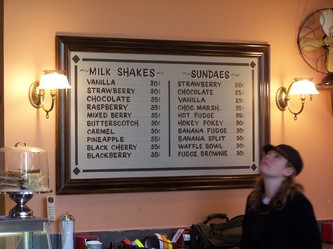 MILK SHAKES
VANILLA
STRAWBERRY
CHOCOLATE
RASPBERRY
MIXED BERRY
BUTTERSCOTCH
CARMEL
PINEAPPLE
BLACK CHERRY
BLACKBERRY
SUNDAES
STRAWBERRY
CHOCOLATE
VANILLA
CHOC. MARSH.
HOT FUDGE
HOKEY POKEY
BANANA FUDGE
BANANA SPLIT
WAFFLE BOWL
FUDGE BROWNIE